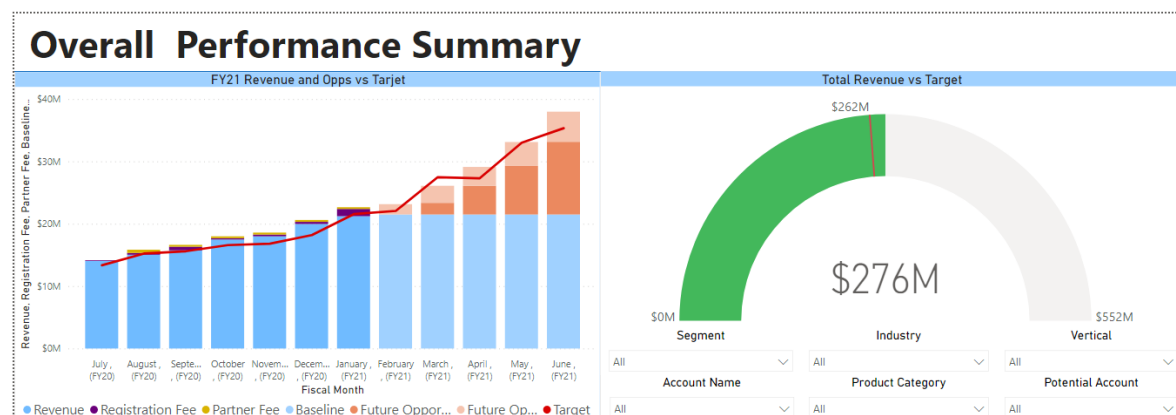 Overall Performance Summary
FY21 Revenue and Opps vs Tarjet
Revenue, Registration Fee, Partner Fee, Baseline...
$40M
$30M
$20M
$10M
$0M
July , (FY20)
August , (FY20)
Septe... , (FY20)
October , (FY20)
Novem... , (FY20)
Decem... , (FY20)
January , (FY21)
February , (FY21)
March , (FY21)
April , (FY21)
May , (FY21)
June , (FY21)
Fiscal Month
Revenue Registration Fee Partner Fee Baseline Future Oppor... Future Op... Target
Total Revenue vs Target
$262M
$276M
$0M
$552M
Segment Industry Vertical
All All All
Account Name Product Category Potential Account
All All All